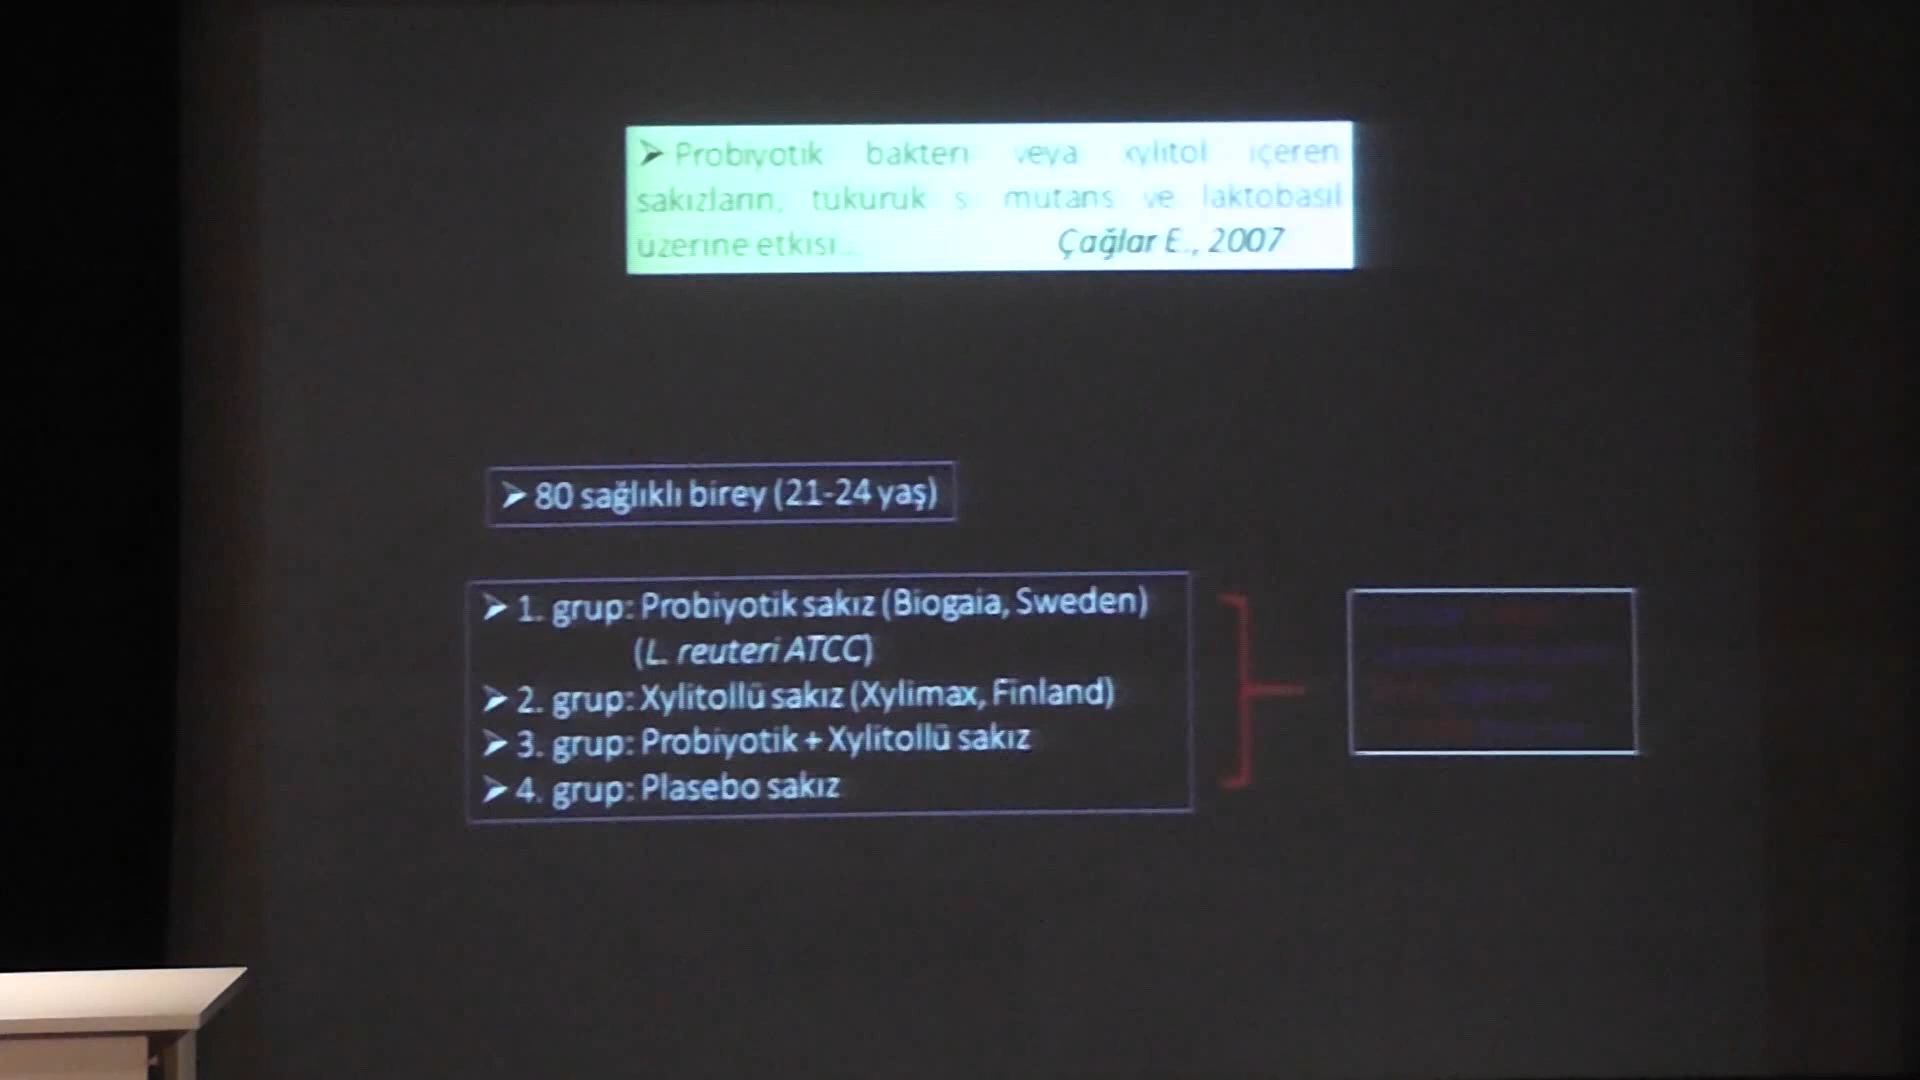 ➢ Probiyotik bakteri veya xylitol içeren
sakızların, tükürük s mutans ve laktobasil
üzerine etkisi...
Çağlar E., 2007
➢ 80 sağlıklı birey (21-24 yaş)
➢ 1. grup: Probiyotik sakız (Biogaia, Sweden)
(L. reuteri ATCC)
➢ 2. grup: Xylitollü sakız (Xylimax, Finland)
➢ 3. grup: Probiyotik + Xylitollü sakız
➢ 4. grup: Plasebo sakız